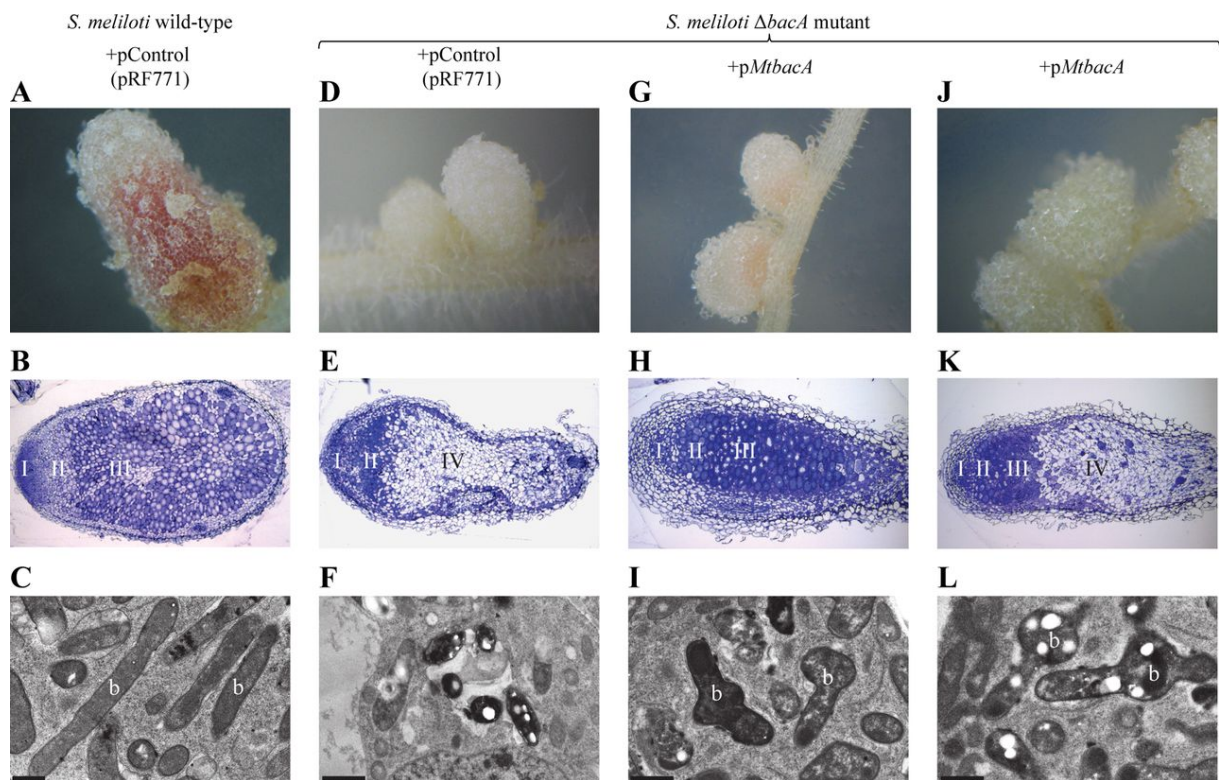 S. meliloti wild-type
S. meliloti ΔbacA mutant
+pControl
(pRF771)
+pControl
(pRF771)
+pMtbacA
+pMtbacA
A
D
G
J
B
E
H
K
I II III
I II IV
I II III
I II III IV
C
F
I
L
b b
b b
b b